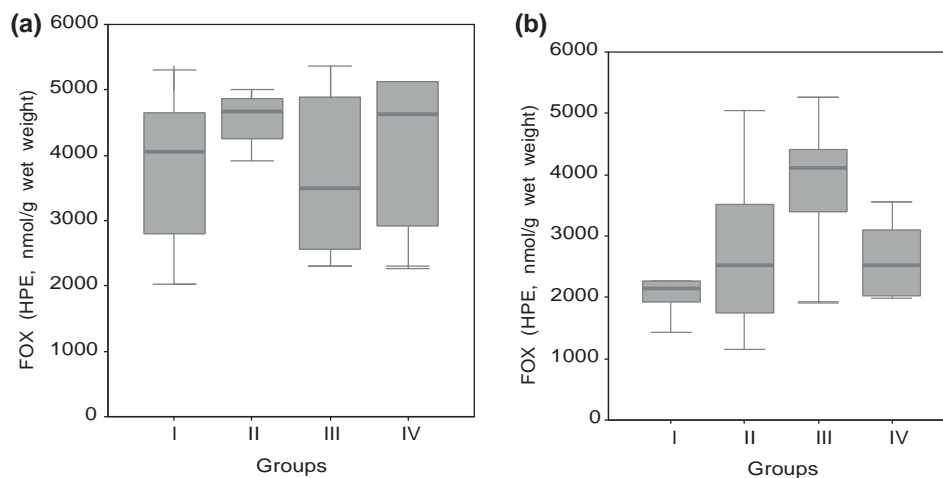 (a)
FOX (HPE, nmol/g wet weight)
6000
5000
4000
3000
2000
1000
0
I II III IV
Groups
(b)
FOX (HPE, nmol/g wet weight)
6000
5000
4000
3000
2000
1000
0
I II III IV
Groups